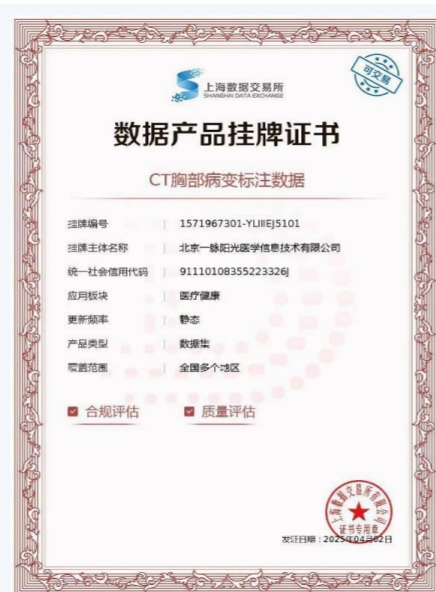 上海数据交易所
SHANGHAI DATA EXCHANGE
可交易
数据产品挂牌证书
CT胸部病变标注数据
挂牌编号 1571967301-YLIIIEJ5101
挂牌主体名称 北京一脉阳光医学信息技术有限公司
统一社会信用代码 91110108355223326J
应用板块 医疗健康
更新频率 静态
产品类型 数据集
覆盖范围 全国多个地区
合规评估 质量评估
上海数据交易所有限公司
证书专用章
发证日期：2025年04月02日